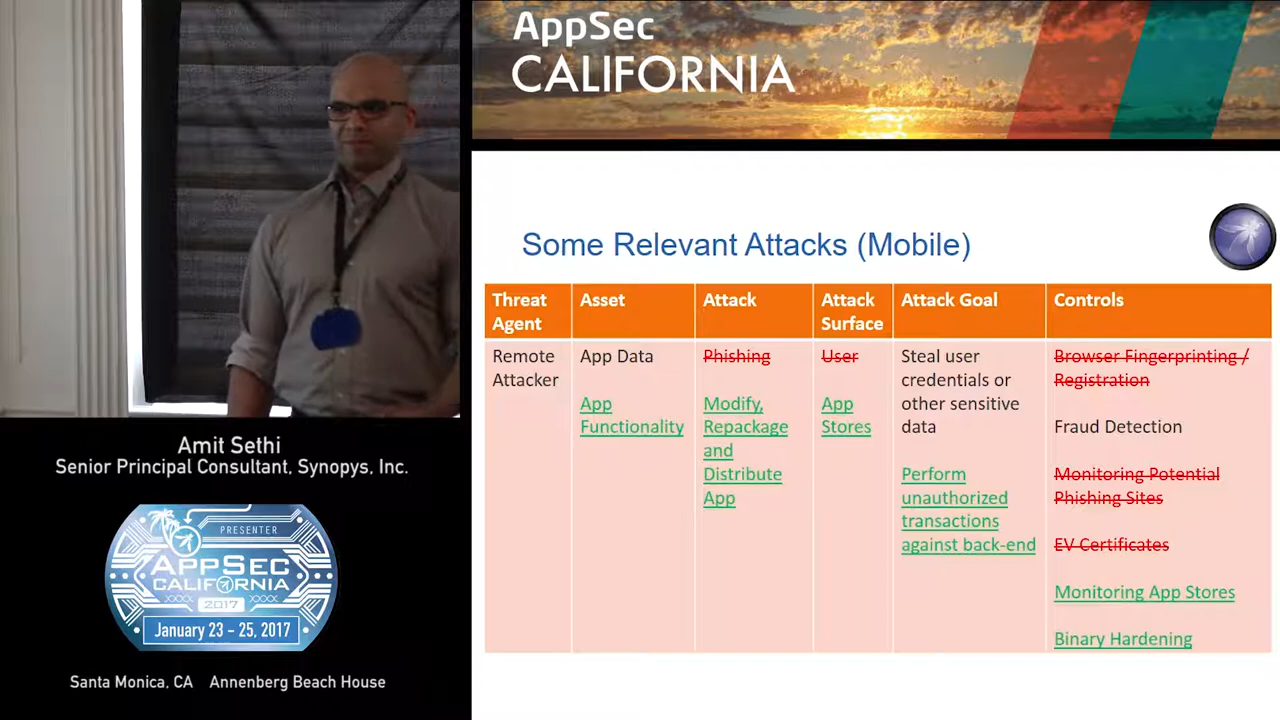 AppSec
CALIFORNIA
Some Relevant Attacks (Mobile)
Threat Agent
Asset
Attack
Attack Surface
Attack Goal
Controls
Remote
Attacker
App Data
App
Functionality
Phishing
Modify,
Repackage
and
Distribute
App
User
App
Stores
Steal user
credentials or
other sensitive
data
Perform
unauthorized
transactions
against back-end
Browser Fingerprinting /
Registration
Fraud Detection
Monitoring Potential
Phishing Sites
EV Certificates
Monitoring App Stores
Binary Hardening
Amit Sethi
Senior Principal Consultant, Synopys, Inc.
PRESENTER
APPSEC
CALIFORNIA
XXXX 2017 XXXX
January 23 - 25, 2017
Santa Monica, CA Annenberg Beach House